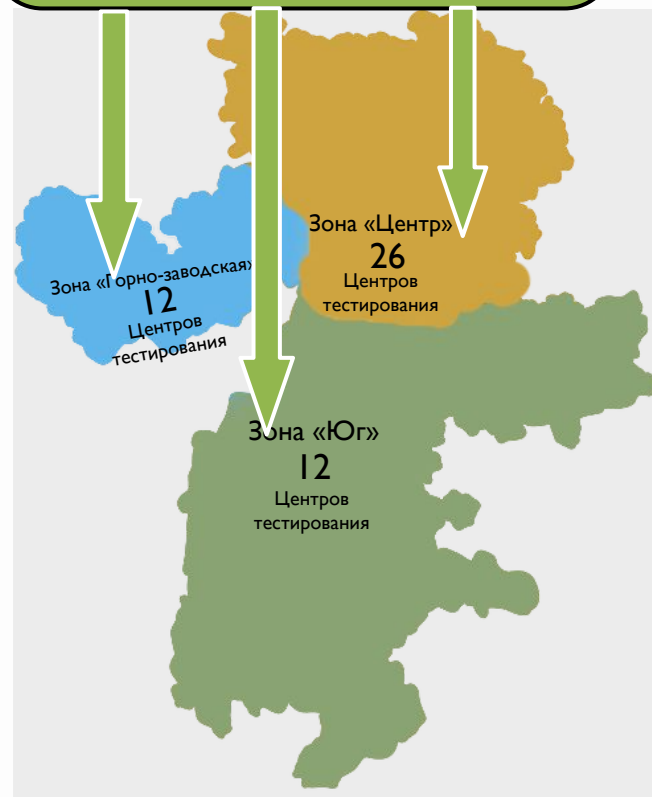 Зона «Центр»
26
Центров
тестирования
Зона «Горно-заводская»
12
Центров
тестирования
Зона «Юг»
12
Центров
тестирования